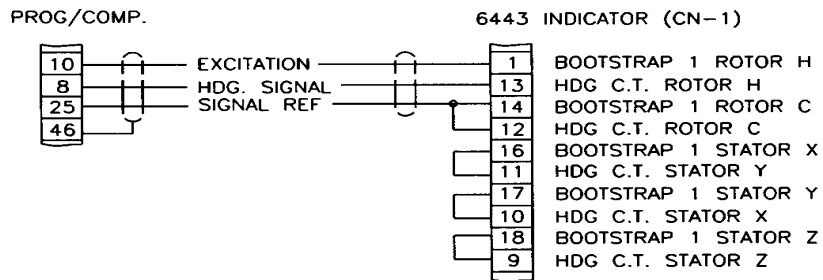 PROG/COMP. 6443 INDICATOR (CN-1)
10 EXCITATION 1 BOOTSTRAP 1 ROTOR H
8 HDG. SIGNAL 13 HDG C.T. ROTOR H
25 SIGNAL REF 14 BOOTSTRAP 1 ROTOR C
46 12 HDG C.T. ROTOR C
16 BOOTSTRAP 1 STATOR X
11 HDG C.T. STATOR Y
17 BOOTSTRAP 1 STATOR Y
10 HDG C.T. STATOR X
18 BOOTSTRAP 1 STATOR Z
9 HDG C.T. STATOR Z